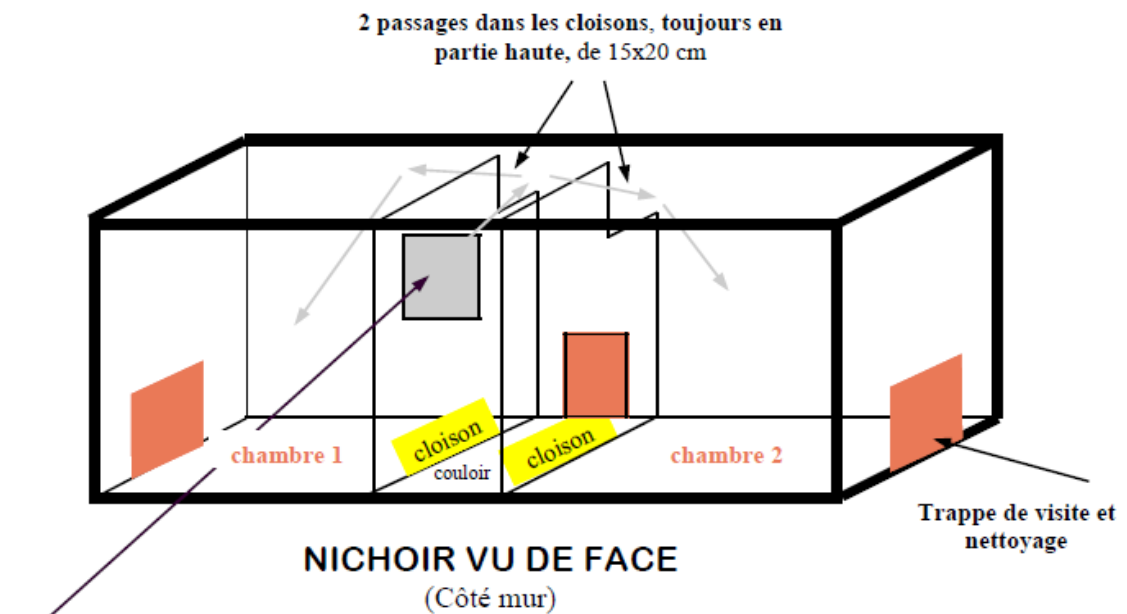 2 passages dans les cloisons, toujours en
partie haute, de 15x20 cm
cloison
cloison
chambre 1
couloir
chambre 2
Trappe de visite et
nettoyage
NICHOIR VU DE FACE
(Côté mur)